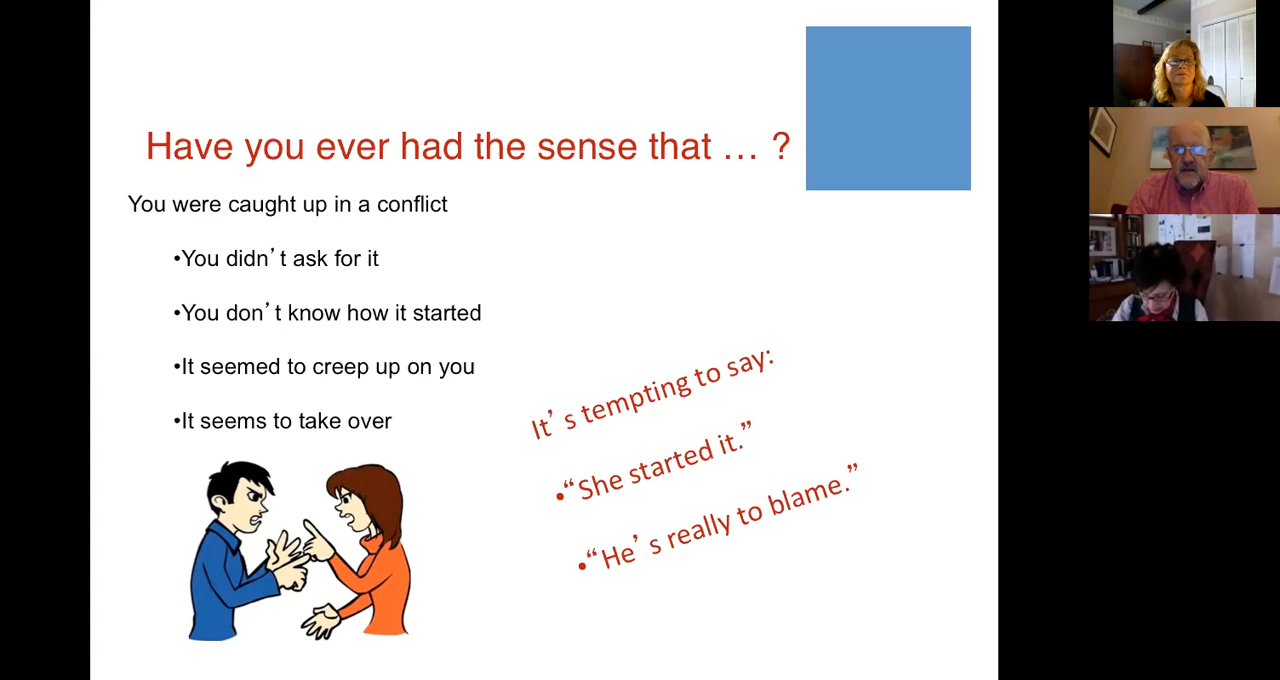 Have you ever had the sense that … ?
You were caught up in a conflict
•You didn’t ask for it
•You don’t know how it started
•It seemed to creep up on you
•It seems to take over
It’s tempting to say:
•“She started it.”
•“He’s really to blame.”